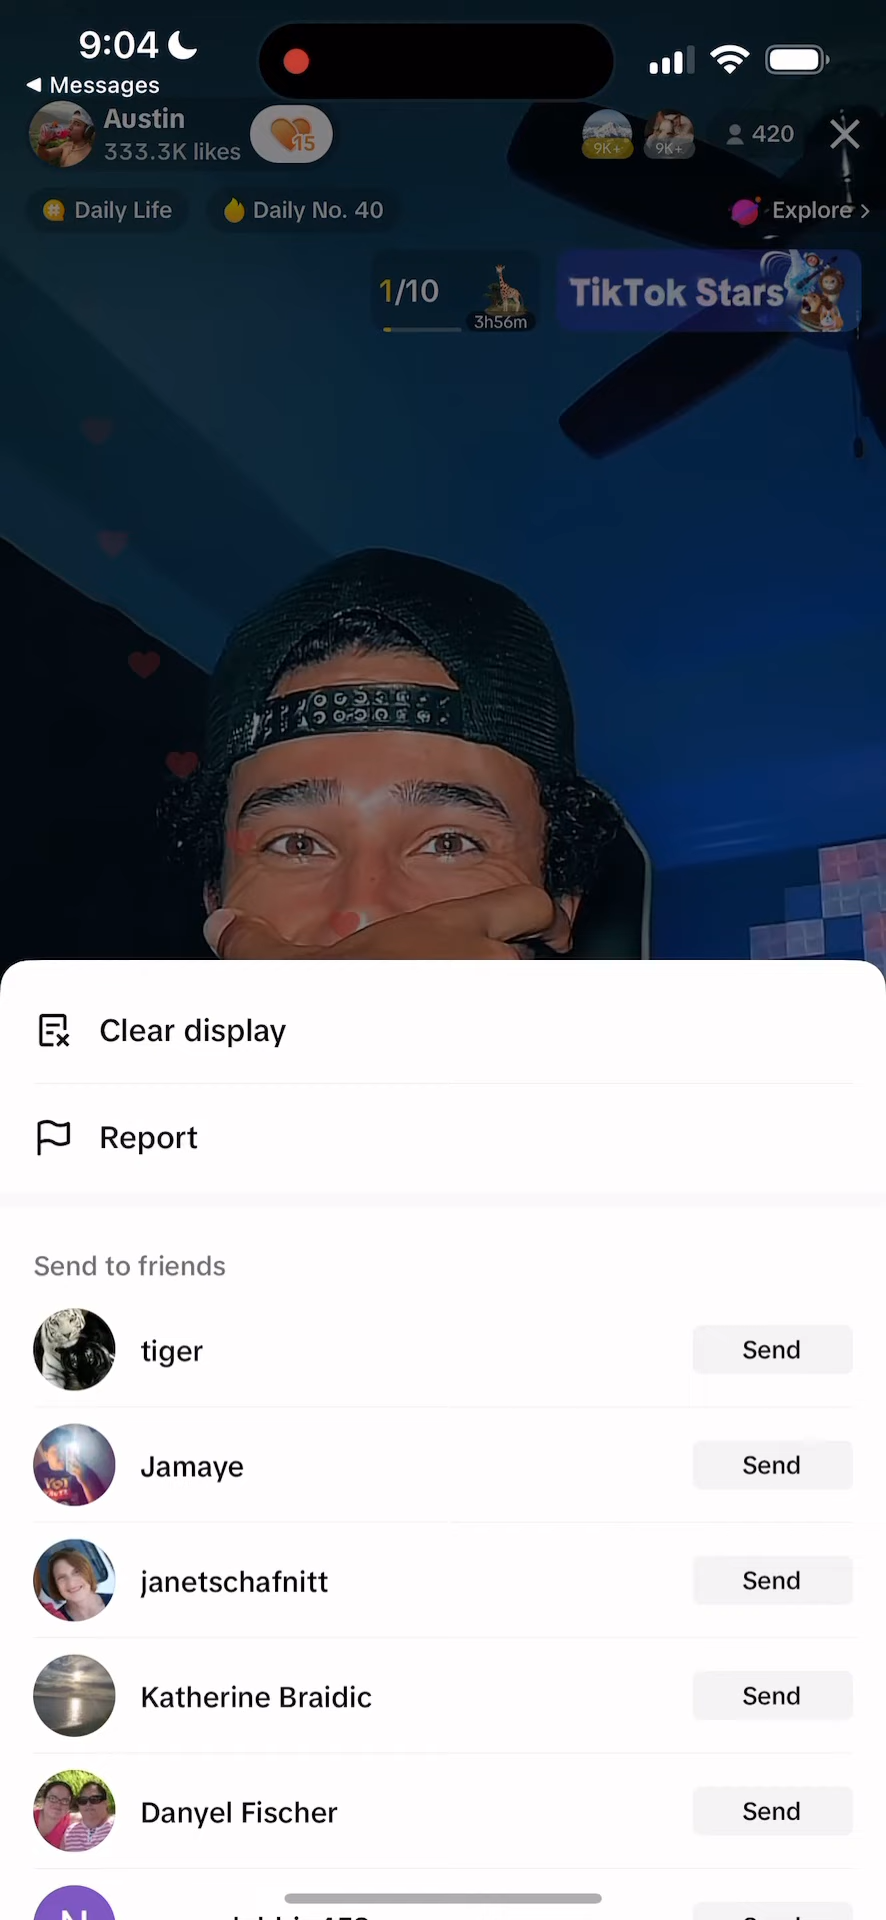 9:04
Messages
Austin
333.3K likes
15
9K+
9K+
420
Daily Life
Daily No. 40
Explore
1/10
3h56m
TikTok Stars
Clear display
Report
Send to friends
tiger
Send
Jamaye
Send
janetschafnitt
Send
Katherine Braidic
Send
Danyel Fischer
Send